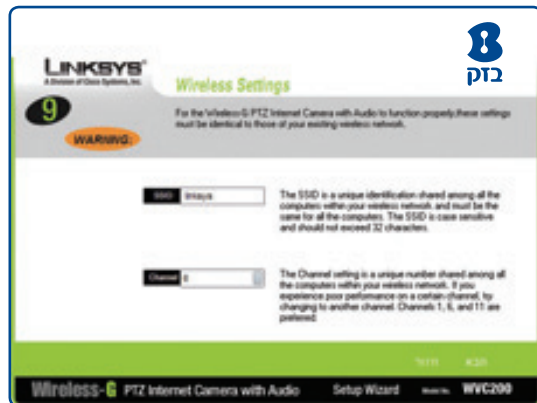 LINKSYS®
A Division of Cisco Systems, Inc.
בזק
Wireless Settings
9
WARNING:
For the Wireless-G PTZ Internet Camera with Audio to function properly,these settings
must be identical to those of your existing wireless network.
SSID linksys
The SSID is a unique identification shared among all the
computers within your wireless network and must be the
same for all the computers. The SSID is case sensitive
and should not exceed 32 characters.
Channel 6
The Channel setting is a unique number shared among all
the computers within your wireless network. If you
experience poor performance on a certain channel, try
changing to another channel. Channels 1, 6, and 11 are
preferred.
חזור הבא
Wireless-G PTZ Internet Camera with Audio Setup Wizard Model No. WVC200